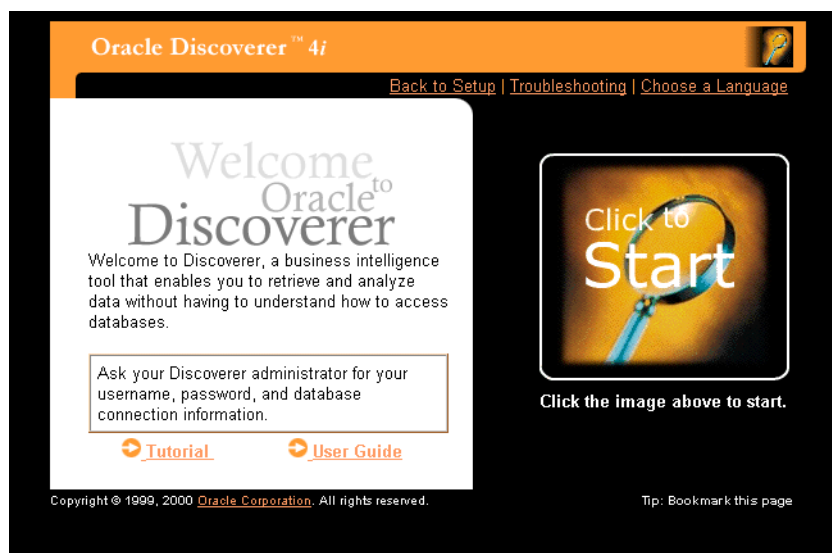 Oracle Discoverer™ 4i
Back to Setup | Troubleshooting | Choose a Language
Welcome
to
Oracle
Discoverer
Welcome to Discoverer, a business intelligence
tool that enables you to retrieve and analyze
data without having to understand how to access
databases.
Ask your Discoverer administrator for your
username, password, and database
connection information.
Tutorial
User Guide
Click to
Start
Click the image above to start.
Copyright © 1999, 2000 Oracle Corporation. All rights reserved.
Tip: Bookmark this page